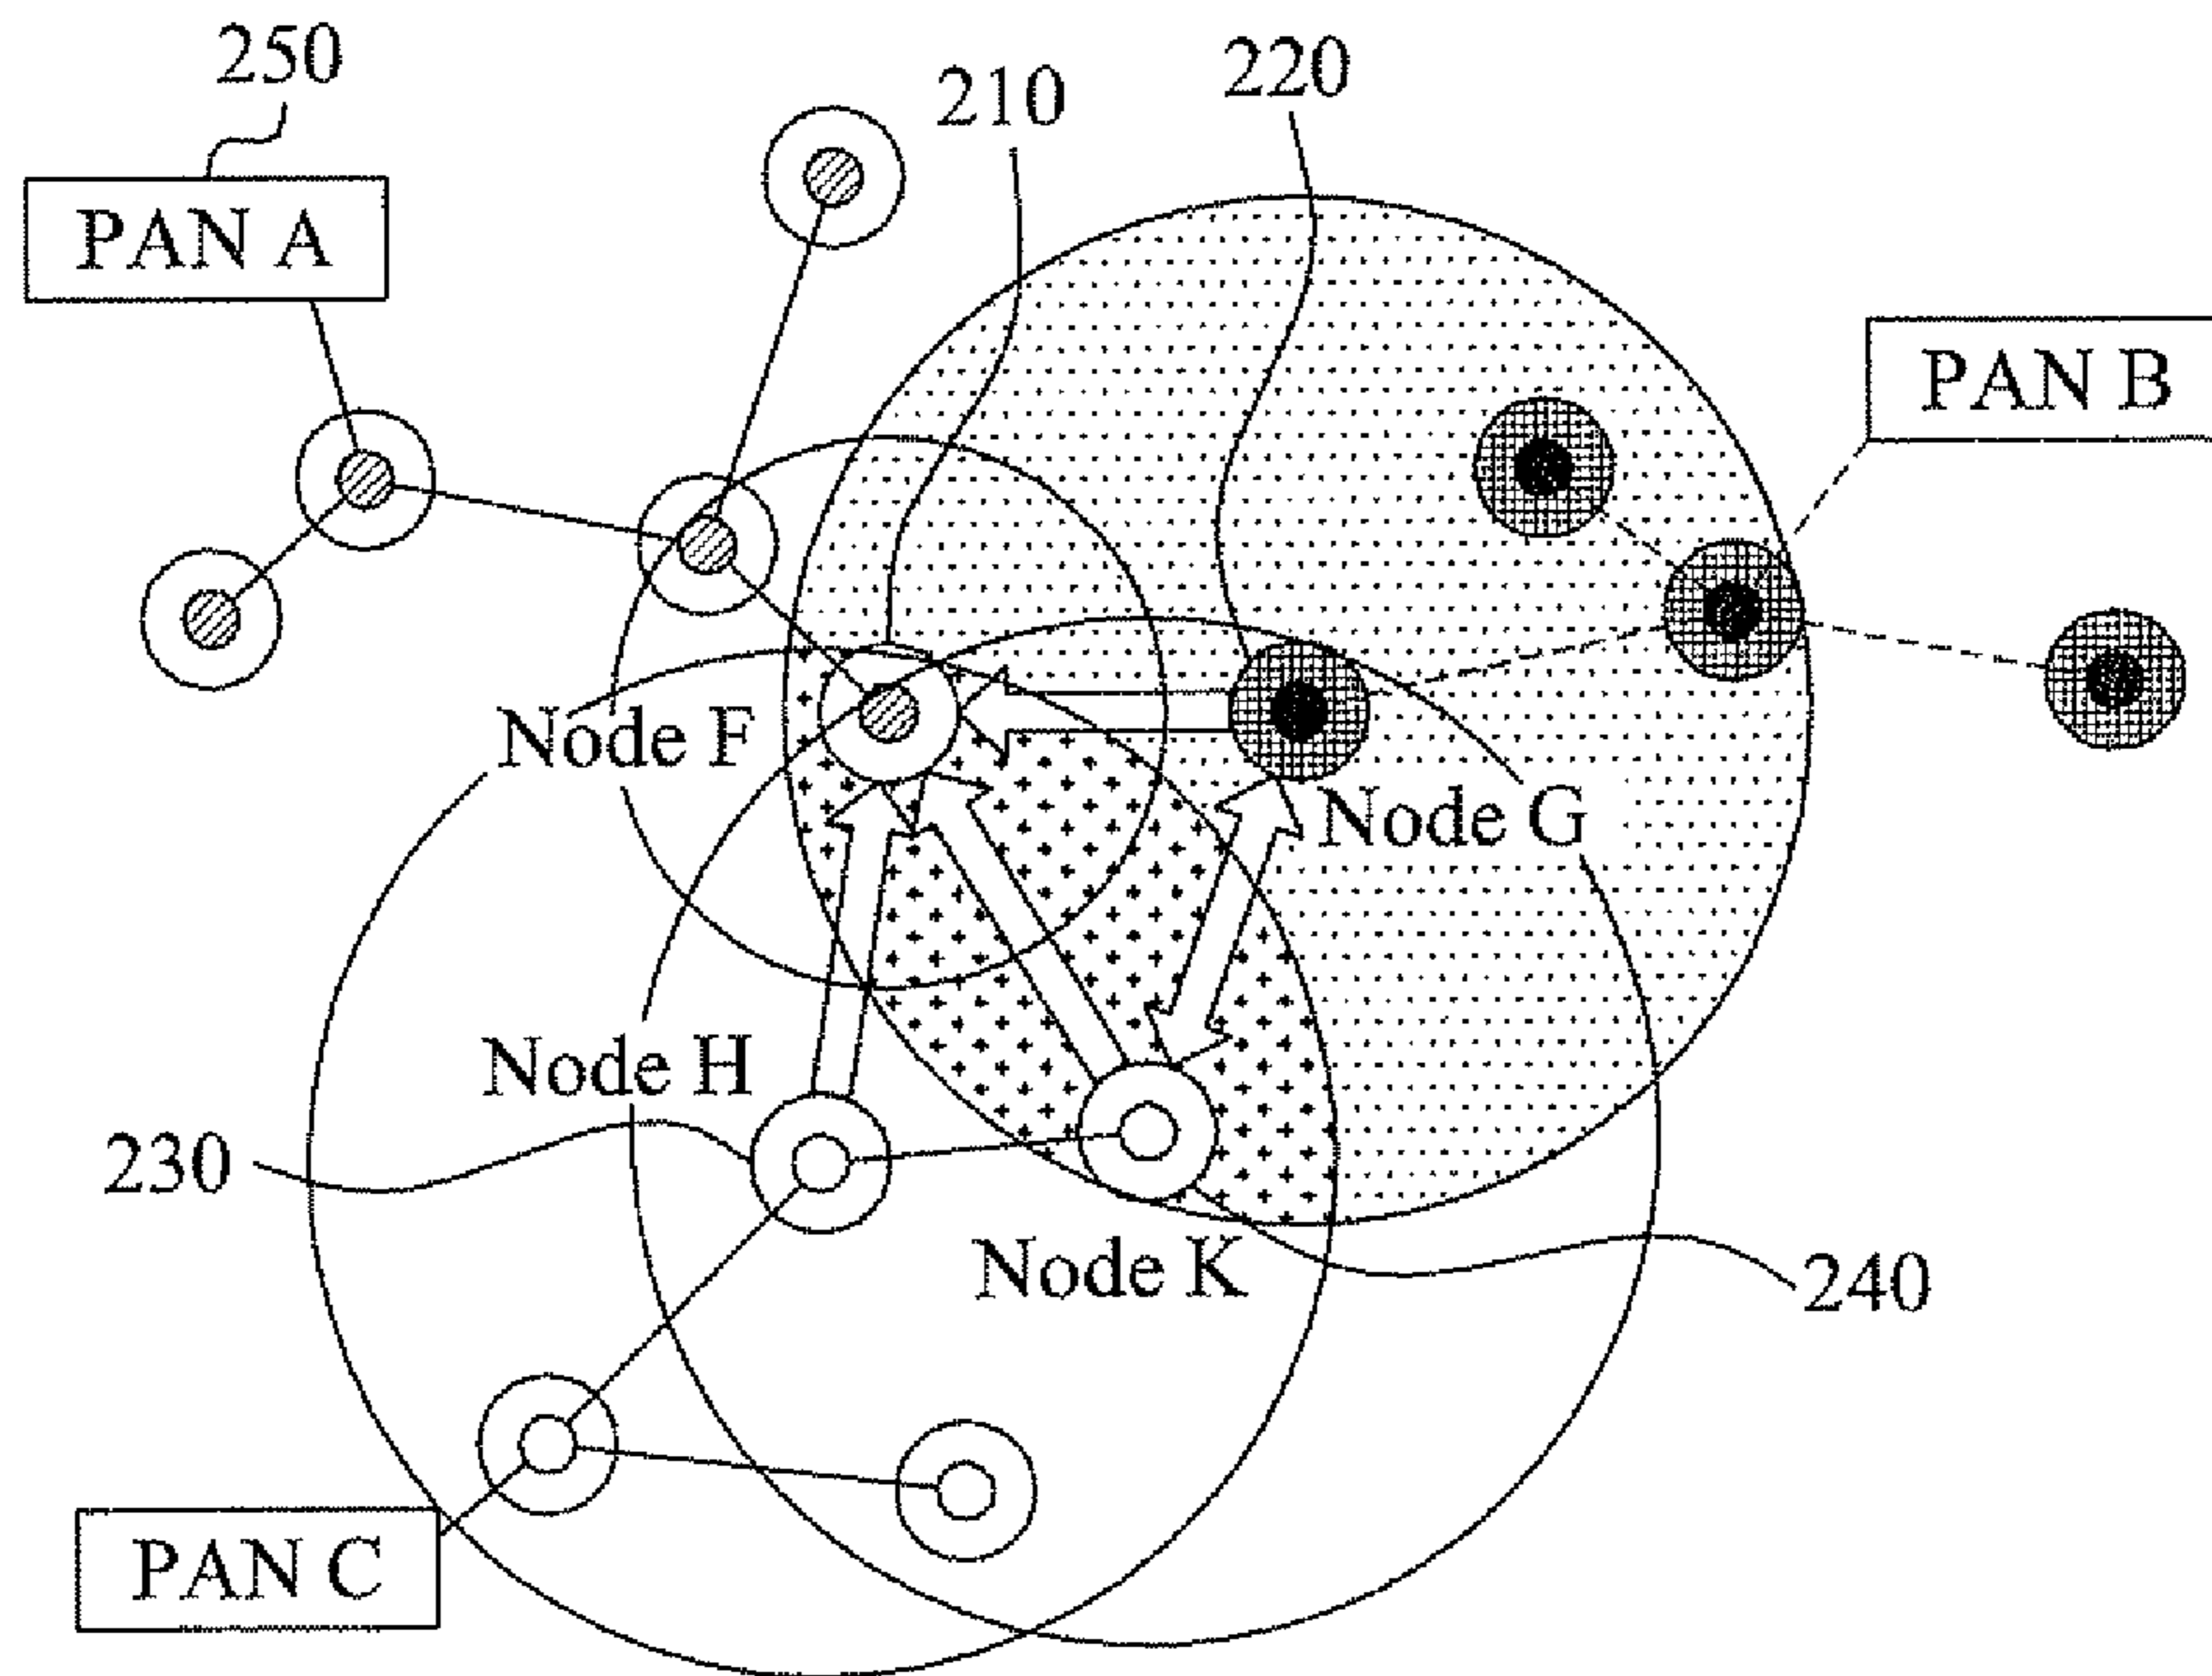 250
210
220
PAN A
PAN B
Node F
Node G
Node H
230
Node K
240
PAN C